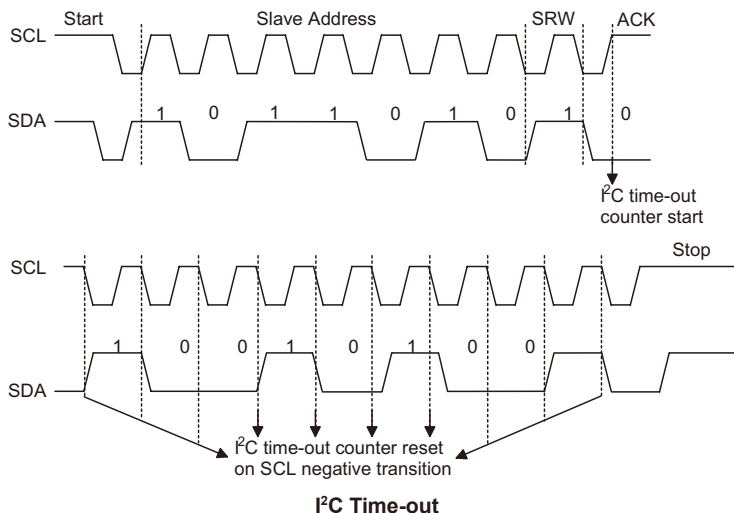 Start Slave Address SRW ACK
SCL
1 0 1 1 0 1 0 1 0
SDA
I²C time-out
counter start
Stop
SCL
1 0 0 1 0 1 0 0
SDA
I²C time-out counter reset
on SCL negative transition
I²C Time-out